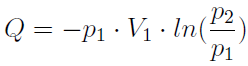 Q = −p₁ · V₁ · ln(p₂/p₁)